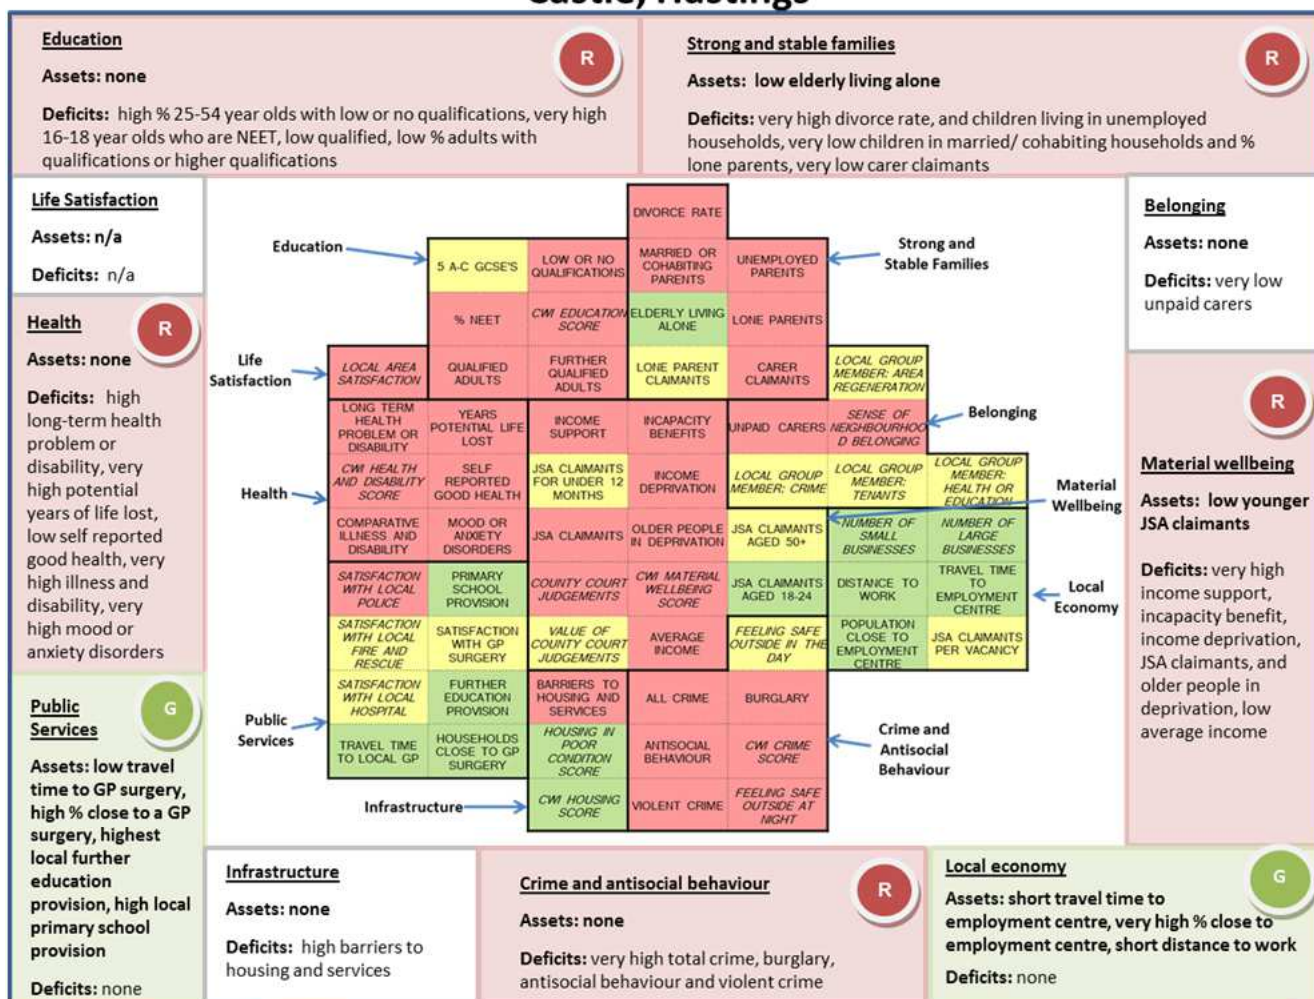 Castle, Hastings
Education
R
Assets: none
Deficits: high % 25-54 year olds with low or no qualifications, very high
16-18 year olds who are NEET, low qualified, low % adults with
qualifications or higher qualifications
Strong and stable families
R
Assets: low elderly living alone
Deficits: very high divorce rate, and children living in unemployed
households, very low children in married/ cohabiting households and %
lone parents, very low carer claimants
Life Satisfaction
Assets: n/a
Deficits: n/a
Health
R
Assets: none
Deficits: high
long-term health
problem or
disability, very
high potential
years of life lost,
low self reported
good health, very
high illness and
disability, very
high mood or
anxiety disorders
Public
Services
G
Assets: low travel
time to GP surgery,
high % close to a GP
surgery, highest
local further
education
provision, high local
primary school
provision
Deficits: none
Education
Life
Satisfaction
Health
Public
Services
Infrastructure
DIVORCE RATE
5 A-C GCSE'S
LOW OR NO
QUALIFICATIONS
MARRIED OR
COHABITING
PARENTS
UNEMPLOYED
PARENTS
% NEET
CWI EDUCATION
SCORE
ELDERLY LIVING
ALONE
LONE PARENTS
LOCAL AREA
SATISFACTION
QUALIFIED
ADULTS
FURTHER
QUALIFIED
ADULTS
LONE PARENT
CLAIMANTS
CARER
CLAIMANTS
LOCAL GROUP
MEMBER: AREA
REGENERATION
LONG TERM
HEALTH
PROBLEM OR
DISABILITY
YEARS
POTENTIAL LIFE
LOST
INCOME
SUPPORT
INCAPACITY
BENEFITS
UNPAID CARERS
SENSE OF
NEIGHBOURHOO
D BELONGING
CWI HEALTH
AND DISABILITY
SCORE
SELF
REPORTED
GOOD HEALTH
JSA CLAIMANTS
FOR UNDER 12
MONTHS
INCOME
DEPRIVATION
LOCAL GROUP
MEMBER: CRIME
LOCAL GROUP
MEMBER:
TENANTS
LOCAL GROUP
MEMBER:
HEALTH OR
EDUCATION
COMPARATIVE
ILLNESS AND
DISABILITY
MOOD OR
ANXIETY
DISORDERS
JSA CLAIMANTS
OLDER PEOPLE
IN DEPRIVATION
JSA CLAIMANTS
AGED 50+
NUMBER OF
SMALL
BUSINESSES
NUMBER OF
LARGE
BUSINESSES
SATISFACTION
WITH LOCAL
POLICE
PRIMARY
SCHOOL
PROVISION
COUNTY COURT
JUDGEMENTS
CWI MATERIAL
WELLBEING
SCORE
JSA CLAIMANTS
AGED 18-24
DISTANCE TO
WORK
TRAVEL TIME
TO
EMPLOYMENT
CENTRE
SATISFACTION
WITH LOCAL
FIRE AND
RESCUE
SATISFACTION
WITH GP
SURGERY
VALUE OF
COUNTY COURT
JUDGEMENTS
AVERAGE
INCOME
FEELING SAFE
OUTSIDE IN THE
DAY
POPULATION
CLOSE TO
EMPLOYMENT
CENTRE
JSA CLAIMANTS
PER VACANCY
SATISFACTION
WITH LOCAL
HOSPITAL
FURTHER
EDUCATION
PROVISION
BARRIERS TO
HOUSING AND
SERVICES
ALL CRIME
BURGLARY
TRAVEL TIME
TO LOCAL GP
HOUSEHOLDS
CLOSE TO GP
SURGERY
HOUSING IN
POOR
CONDITION
SCORE
ANTISOCIAL
BEHAVIOUR
CWI CRIME
SCORE
CWI HOUSING
SCORE
VIOLENT CRIME
FEELING SAFE
OUTSIDE AT
NIGHT
Strong and
Stable Families
Belonging
Material
Wellbeing
Local
Economy
Crime and
Antisocial
Behaviour
Belonging
Assets: none
Deficits: very low
unpaid carers
R
Material wellbeing
Assets: low younger
JSA claimants
Deficits: very high
income support,
incapacity benefit,
income deprivation,
JSA claimants, and
older people in
deprivation, low
average income
Infrastructure
Assets: none
Deficits: high barriers to
housing and services
Crime and antisocial behaviour
R
Assets: none
Deficits: very high total crime, burglary,
antisocial behaviour and violent crime
Local economy
G
Assets: short travel time to
employment centre, very high % close to
employment centre, short distance to work
Deficits: none